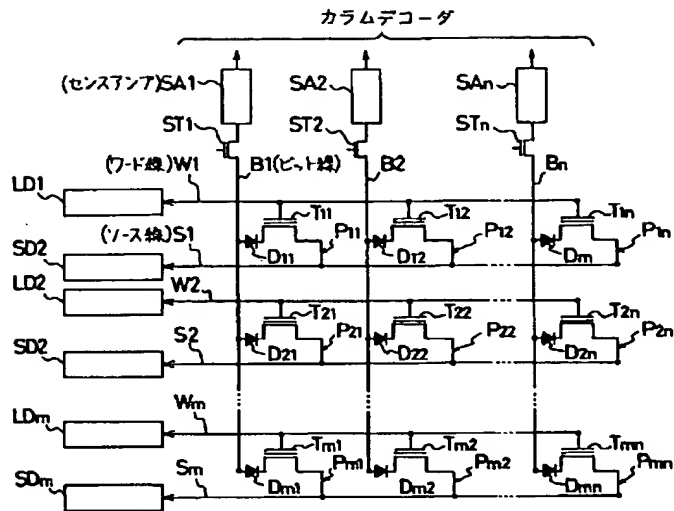 カラムデコーダ
(センスアンプ)SA1 SA2 SAn
ST1 ST2 STn
(ワード線)W1 B1(ビット線) B2 Bn
LD1
T11 T12 T1n
P11 P12 P1n
(ソース線)S1
D11 D12 Dm
SD2
LD2 W2
T21 T22 T2n
P21 P22 P2n
S2
D21 D22 D2n
SD2
LDm Wm
Tm1 Tm2 Tmn
Pm1 Pm2 Pmn
Sm
SDm
Dm1 Dm2 Dmn